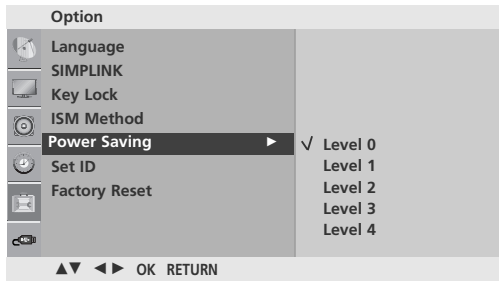 Option
Language
SIMPLINK
Key Lock
ISM Method
Power Saving ►
√ Level 0
Set ID
Level 1
Factory Reset
Level 2
Level 3
Level 4
▲▼ ◄► OK RETURN